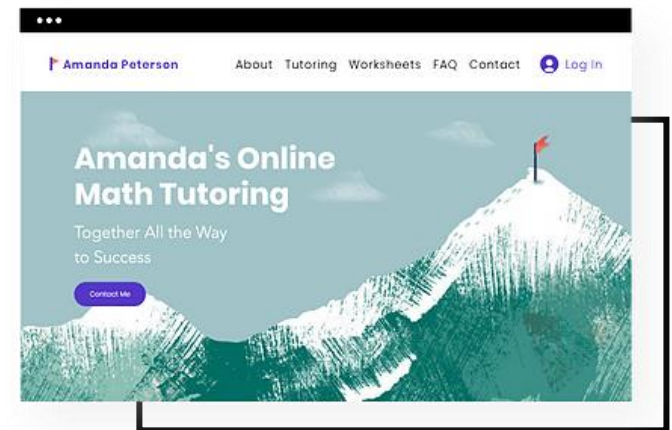 Amanda Peterson
About Tutoring Worksheets FAQ Contact Log In
Amanda's Online
Math Tutoring
Together All the Way
to Success
Contact Me